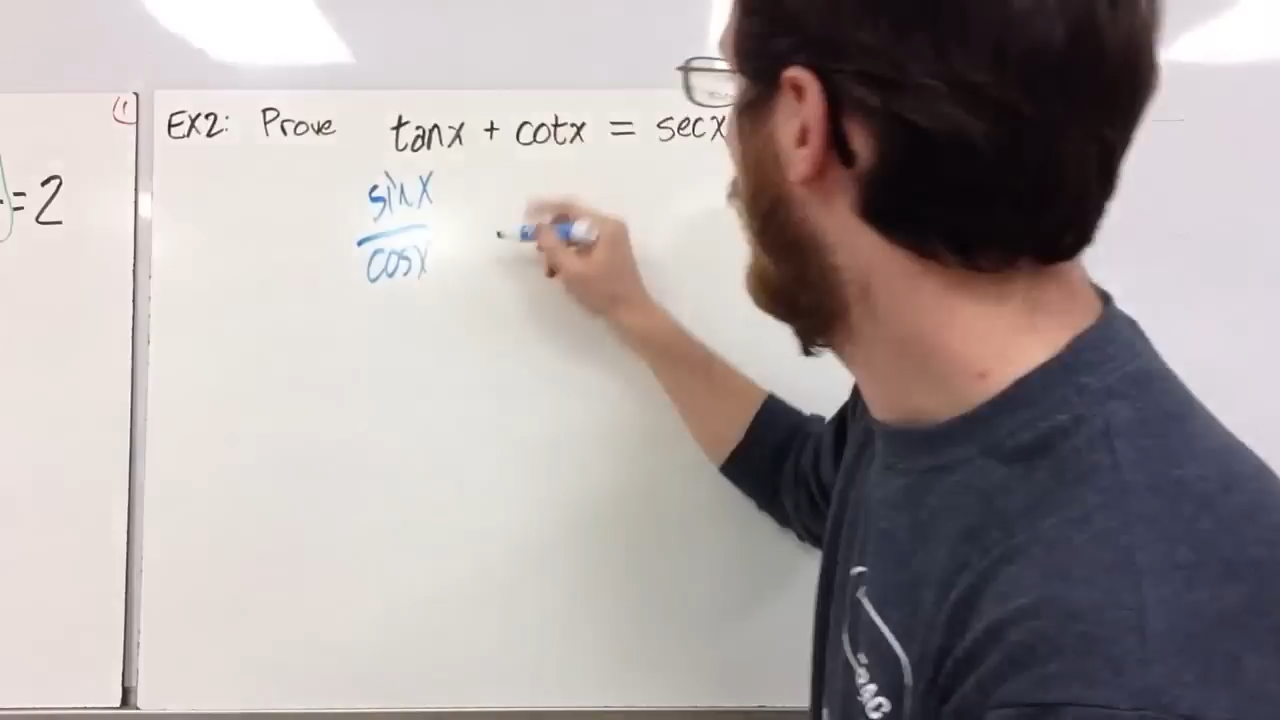 = 2
EX2: Prove tanx + cotx = secx
sinx
cosx